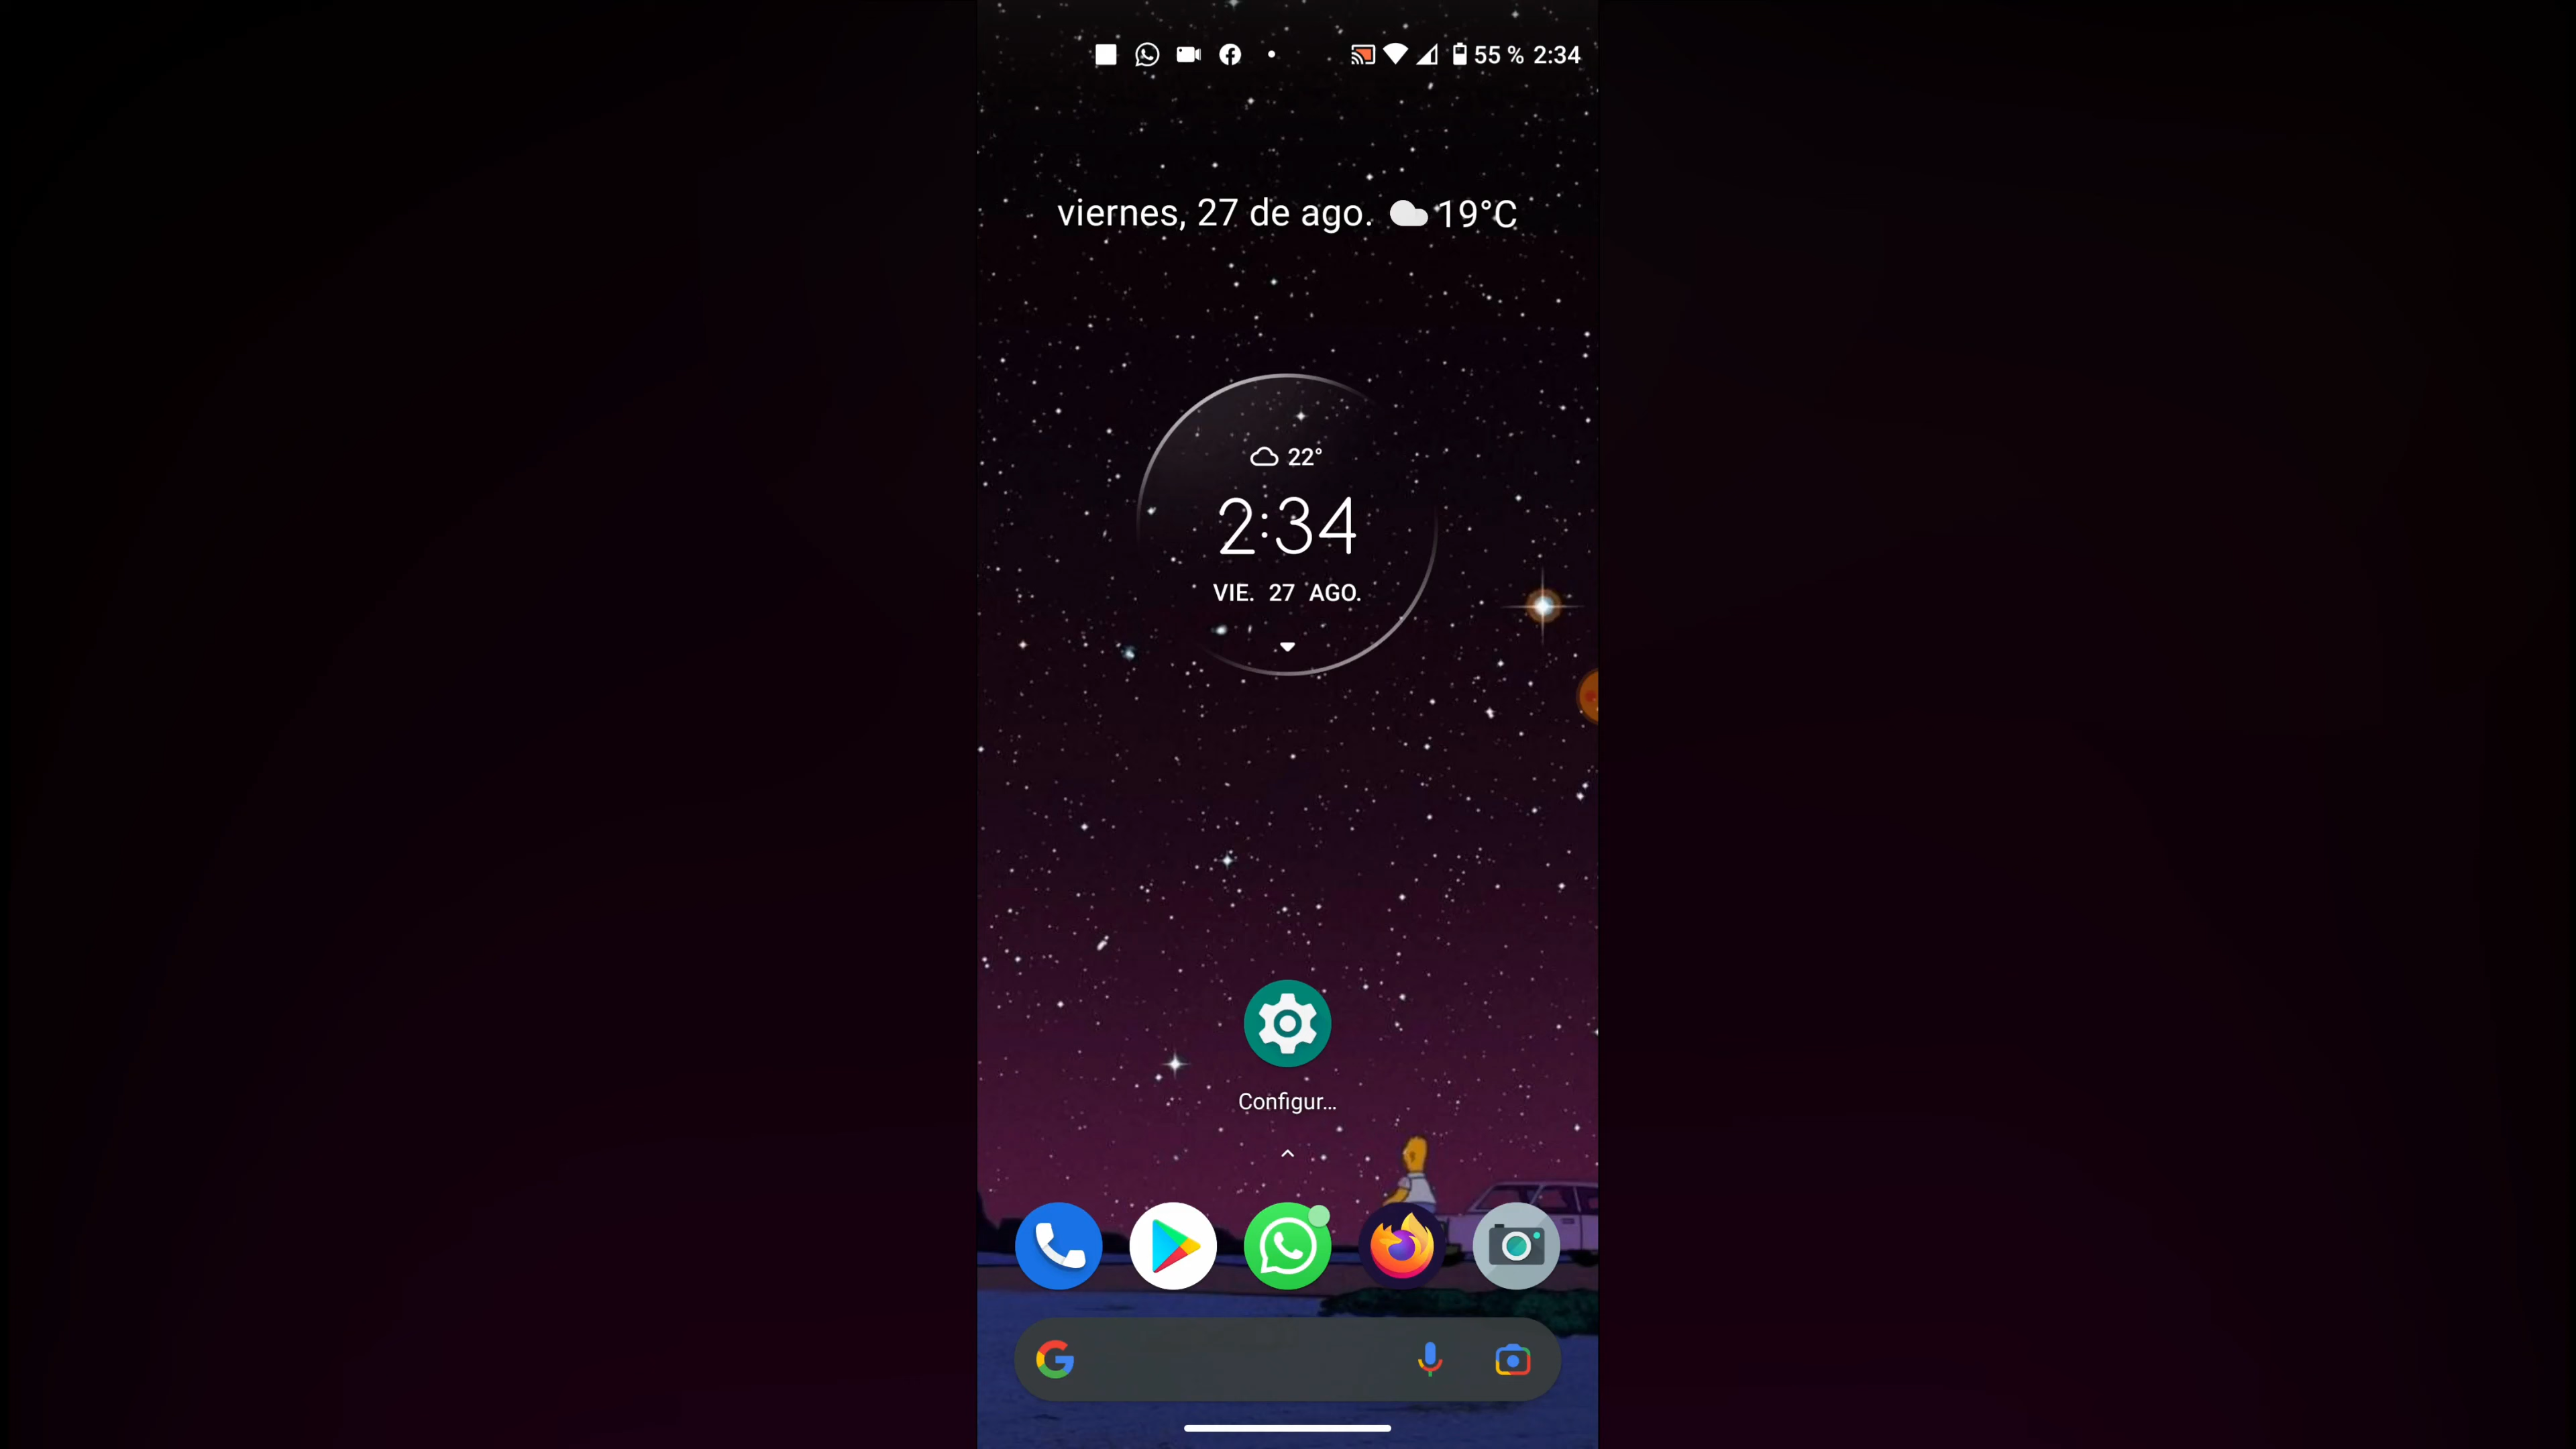 55 % 2:34
viernes, 27 de ago. 19°C
22°
2:34
VIE. 27 AGO.
Configur...